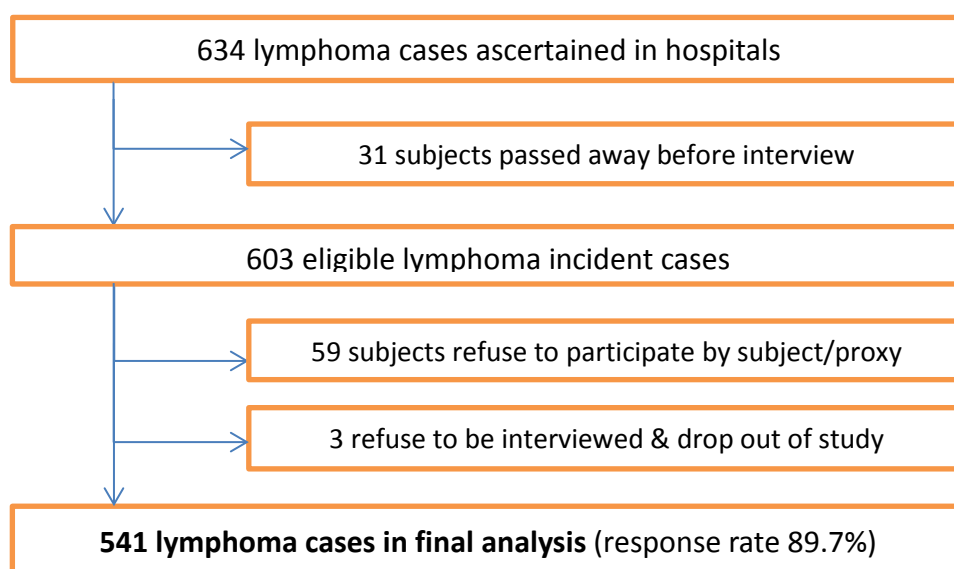 634 lymphoma cases ascertained in hospitals
31 subjects passed away before interview
603 eligible lymphoma incident cases
59 subjects refuse to participate by subject/proxy
3 refuse to be interviewed & drop out of study
541 lymphoma cases in final analysis (response rate 89.7%)